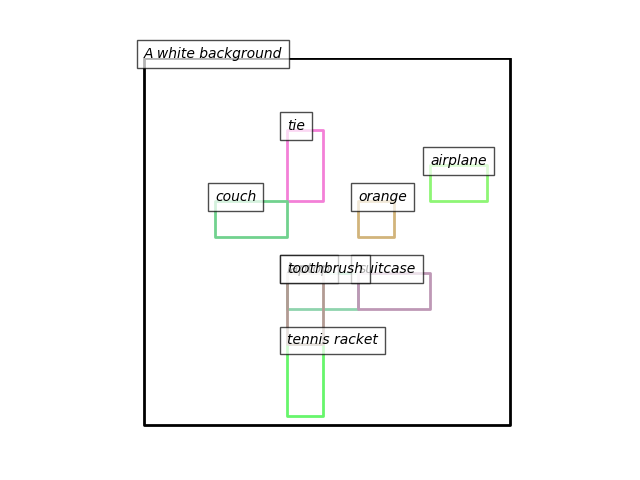 A white background
tie
airplane
couch
orange
toothbrush
suitcase
tennis racket